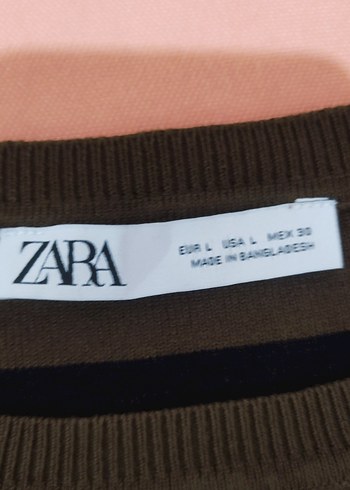 ZARA
EUR L USA L MEX 30
MADE IN BANGLADESH